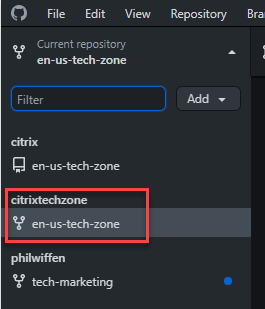 File Edit View Repository Bra
Current repository
en-us-tech-zone
Filter
Add
citrix
en-us-tech-zone
citrixtechzone
en-us-tech-zone
philwiffen
tech-marketing